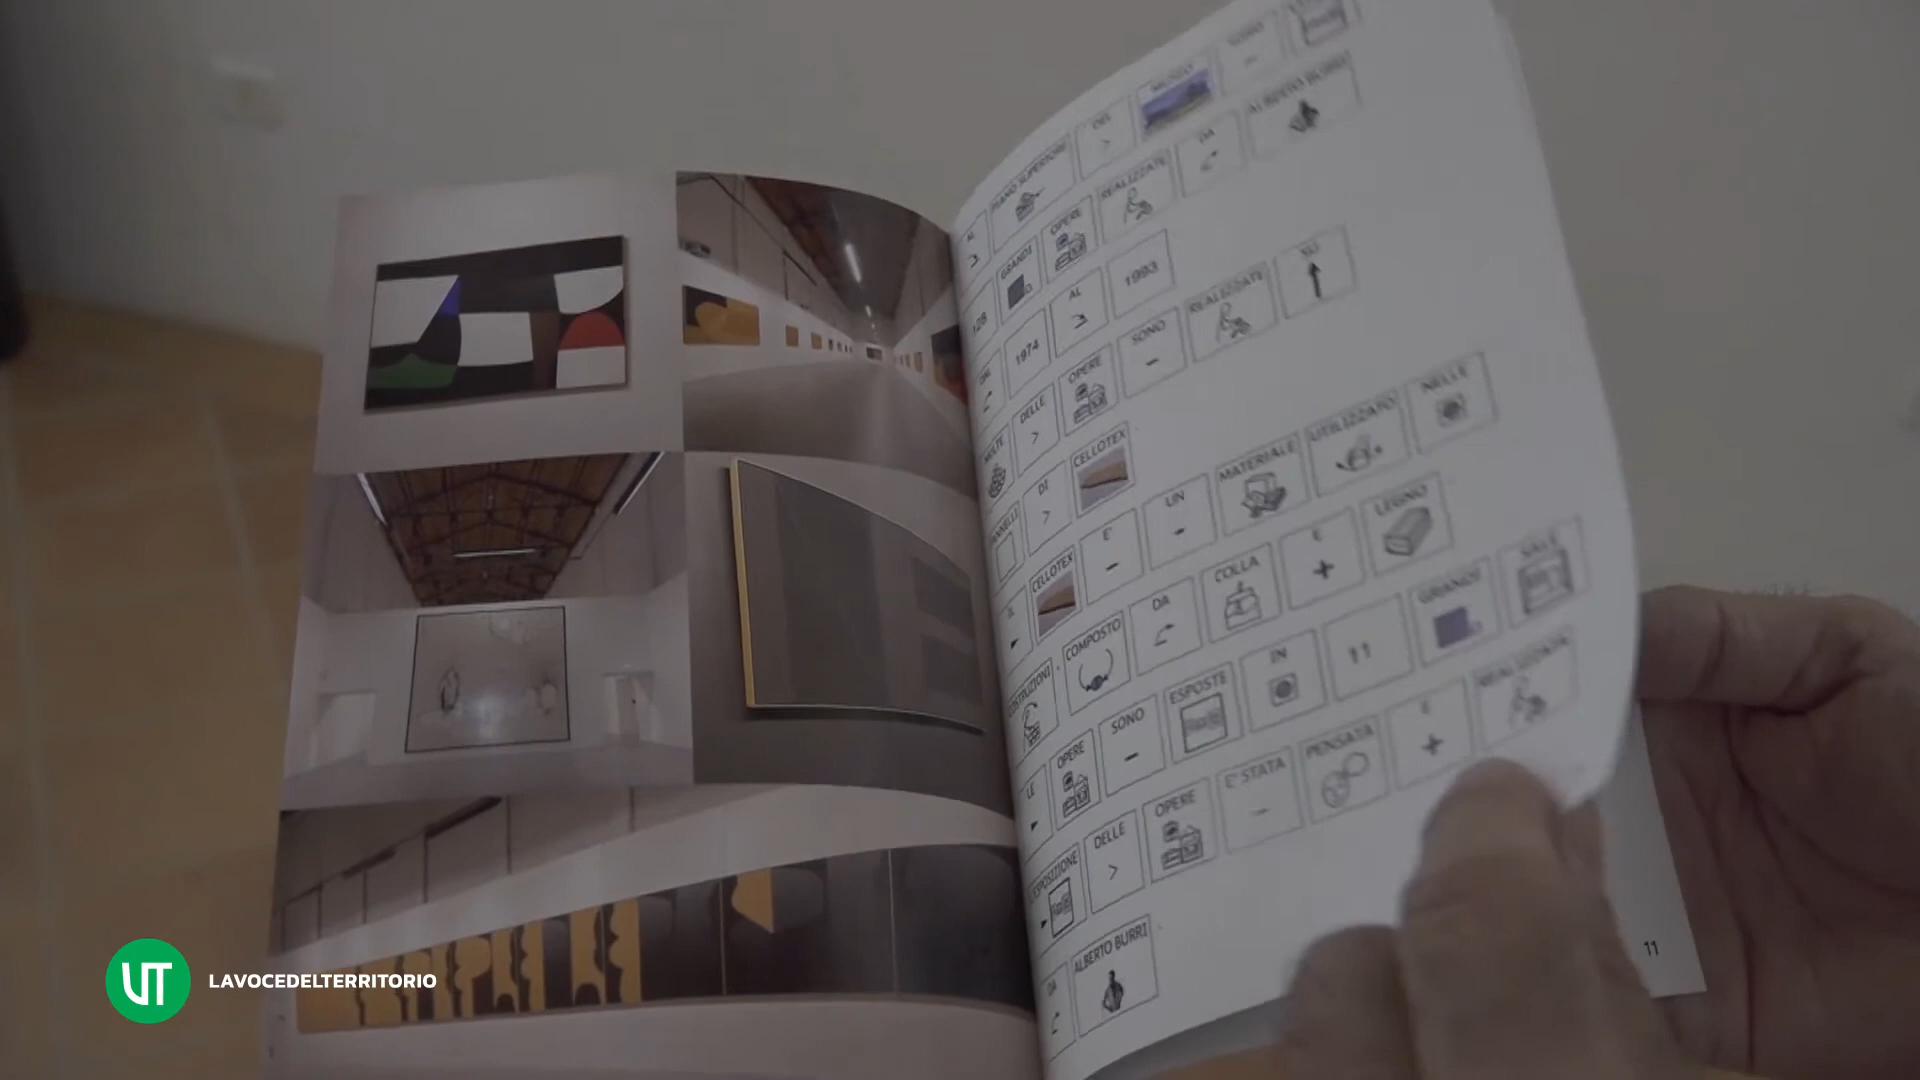 AL PIANO SUPERIORE DEL MUSEO SONO
128 GRANDI OPERE REALIZZATE DA ALBERTO BURRI
DAL 1974 AL 1993
MOLTE DELLE OPERE SONO REALIZZATE SU
PANNELLI DI CELLOTEX
IL CELLOTEX E' UN MATERIALE UTILIZZATO NELLE
COSTRUZIONI, COMPOSTO DA COLLA E LEGNO
LE OPERE SONO ESPOSTE IN 11 GRANDI SALE
L'ESPOSIZIONE DELLE OPERE E' STATA PENSATA E REALIZZATA
DA ALBERTO BURRI
11
LAVOCEDELTERRITORIO